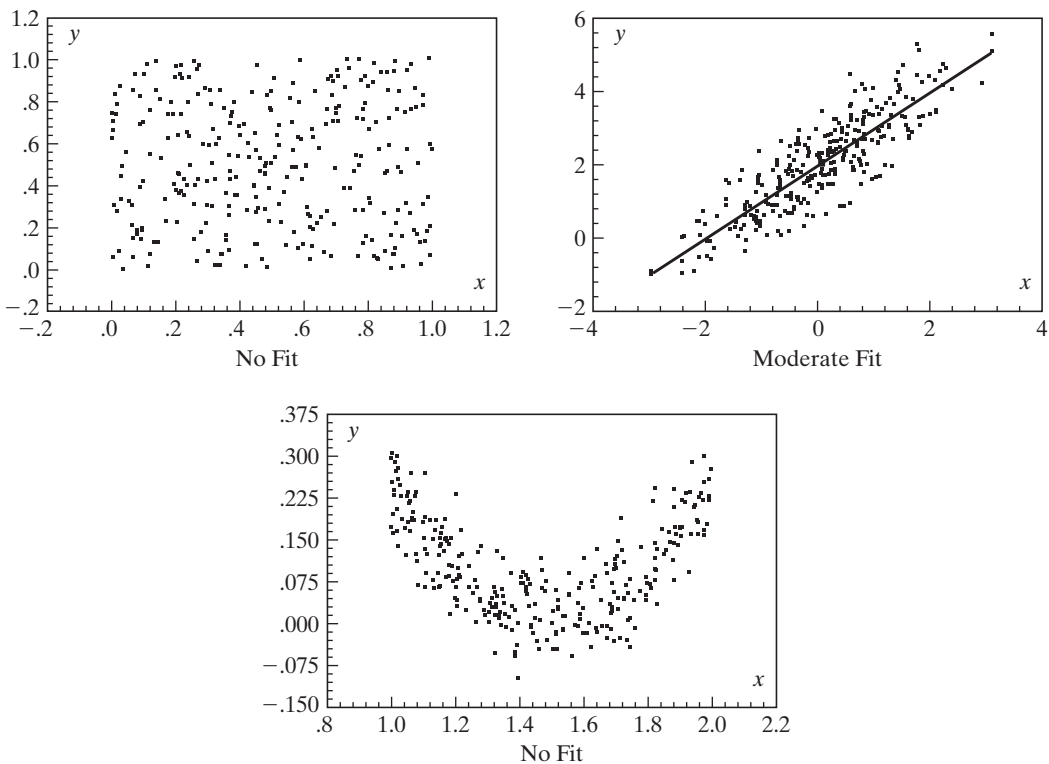 1.2
y
1.0
.8
.6
.4
.2
.0
x
−.2
−.2 .0 .2 .4 .6 .8 1.0 1.2
No Fit
6
y
4
2
0
x
−2
−4 −2 0 2 4
Moderate Fit
.375
y
.300
.225
.150
.075
.000
−.075
x
−.150
.8 1.0 1.2 1.4 1.6 1.8 2.0 2.2
No Fit